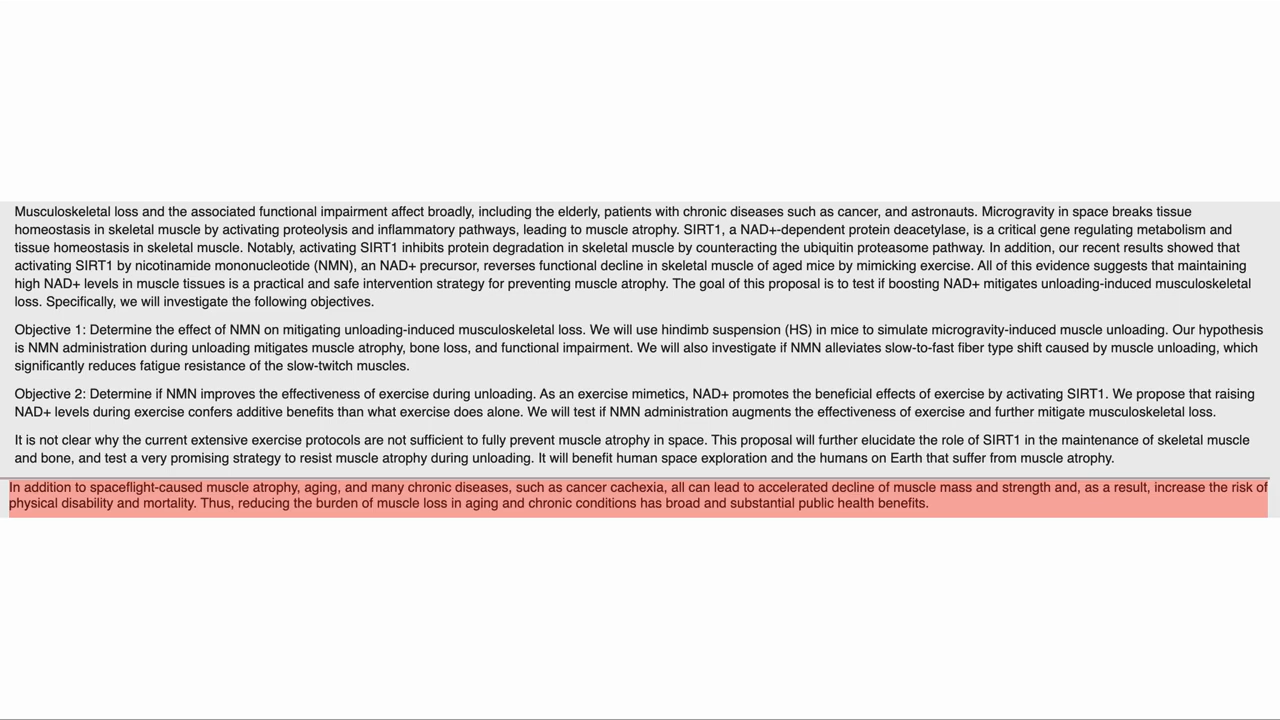 Musculoskeletal loss and the associated functional impairment affect broadly, including the elderly, patients with chronic diseases such as cancer, and astronauts. Microgravity in space breaks tissue
homeostasis in skeletal muscle by activating proteolysis and inflammatory pathways, leading to muscle atrophy. SIRT1, a NAD+-dependent protein deacetylase, is a critical gene regulating metabolism and
tissue homeostasis in skeletal muscle. Notably, activating SIRT1 inhibits protein degradation in skeletal muscle by counteracting the ubiquitin proteasome pathway. In addition, our recent results showed that
activating SIRT1 by nicotinamide mononucleotide (NMN), an NAD+ precursor, reverses functional decline in skeletal muscle of aged mice by mimicking exercise. All of this evidence suggests that maintaining
high NAD+ levels in muscle tissues is a practical and safe intervention strategy for preventing muscle atrophy. The goal of this proposal is to test if boosting NAD+ mitigates unloading-induced musculoskeletal
loss. Specifically, we will investigate the following objectives.
Objective 1: Determine the effect of NMN on mitigating unloading-induced musculoskeletal loss. We will use hindimb suspension (HS) in mice to simulate microgravity-induced muscle unloading. Our hypothesis
is NMN administration during unloading mitigates muscle atrophy, bone loss, and functional impairment. We will also investigate if NMN alleviates slow-to-fast fiber type shift caused by muscle unloading, which
significantly reduces fatigue resistance of the slow-twitch muscles.
Objective 2: Determine if NMN improves the effectiveness of exercise during unloading. As an exercise mimetics, NAD+ promotes the beneficial effects of exercise by activating SIRT1. We propose that raising
NAD+ levels during exercise confers additive benefits than what exercise does alone. We will test if NMN administration augments the effectiveness of exercise and further mitigate musculoskeletal loss.
It is not clear why the current extensive exercise protocols are not sufficient to fully prevent muscle atrophy in space. This proposal will further elucidate the role of SIRT1 in the maintenance of skeletal muscle
and bone, and test a very promising strategy to resist muscle atrophy during unloading. It will benefit human space exploration and the humans on Earth that suffer from muscle atrophy.
In addition to spaceflight-caused muscle atrophy, aging, and many chronic diseases, such as cancer cachexia, all can lead to accelerated decline of muscle mass and strength and, as a result, increase the risk of
physical disability and mortality. Thus, reducing the burden of muscle loss in aging and chronic conditions has broad and substantial public health benefits.